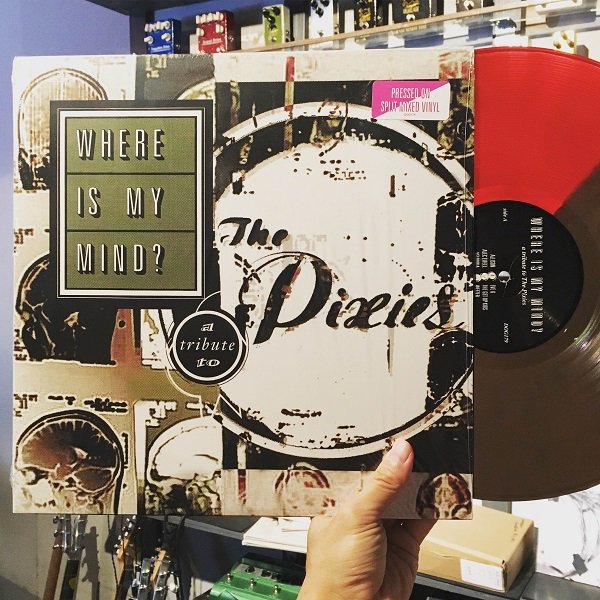 WHERE
IS MY
MIND?
The
Pixies
a
tribute
to
PRESSED ON
SPLIT MIXED VINYL
WHERE IS MY MIND?
a tribute to The Pixies
side A